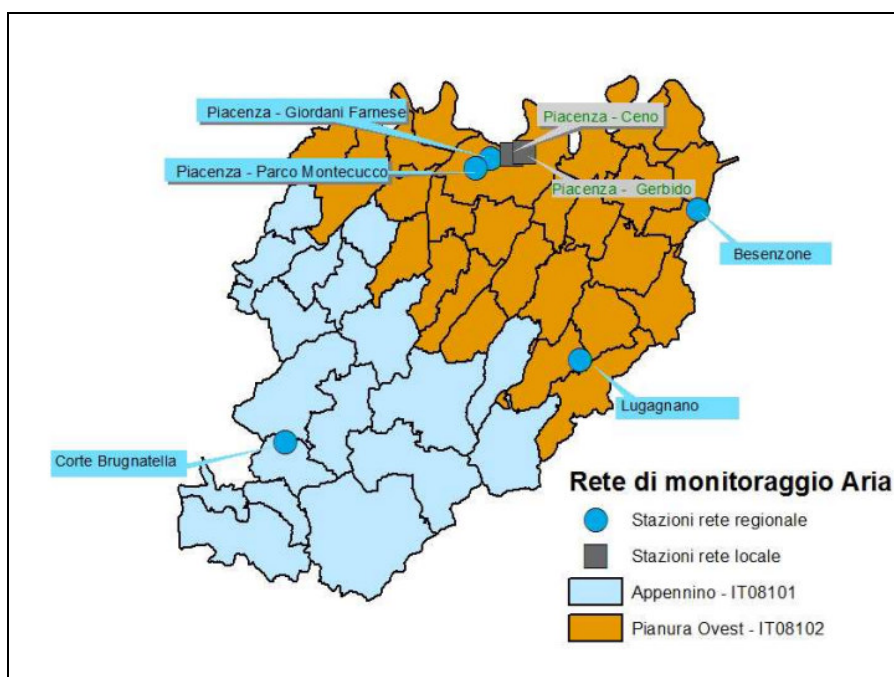 Piacenza - Giordani Farnese
Piacenza - Ceno
Piacenza - Parco Montecucco
Piacenza - Gerbido
Besenzone
Lugagnano
Corte Brugnatella
Rete di monitoraggio Aria
Stazioni rete regionale
Stazioni rete locale
Appennino - IT08101
Pianura Ovest - IT08102